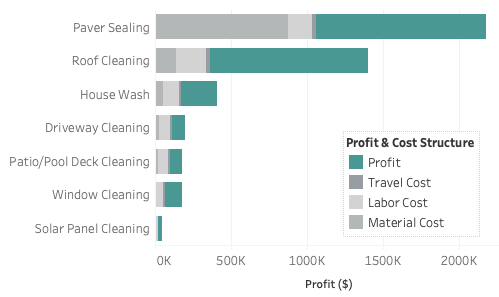 Paver Sealing
Roof Cleaning
House Wash
Driveway Cleaning
Patio/Pool Deck Cleaning
Window Cleaning
Solar Panel Cleaning
Profit & Cost Structure
Profit
Travel Cost
Labor Cost
Material Cost
0K 500K 1000K 1500K 2000K
Profit ($)